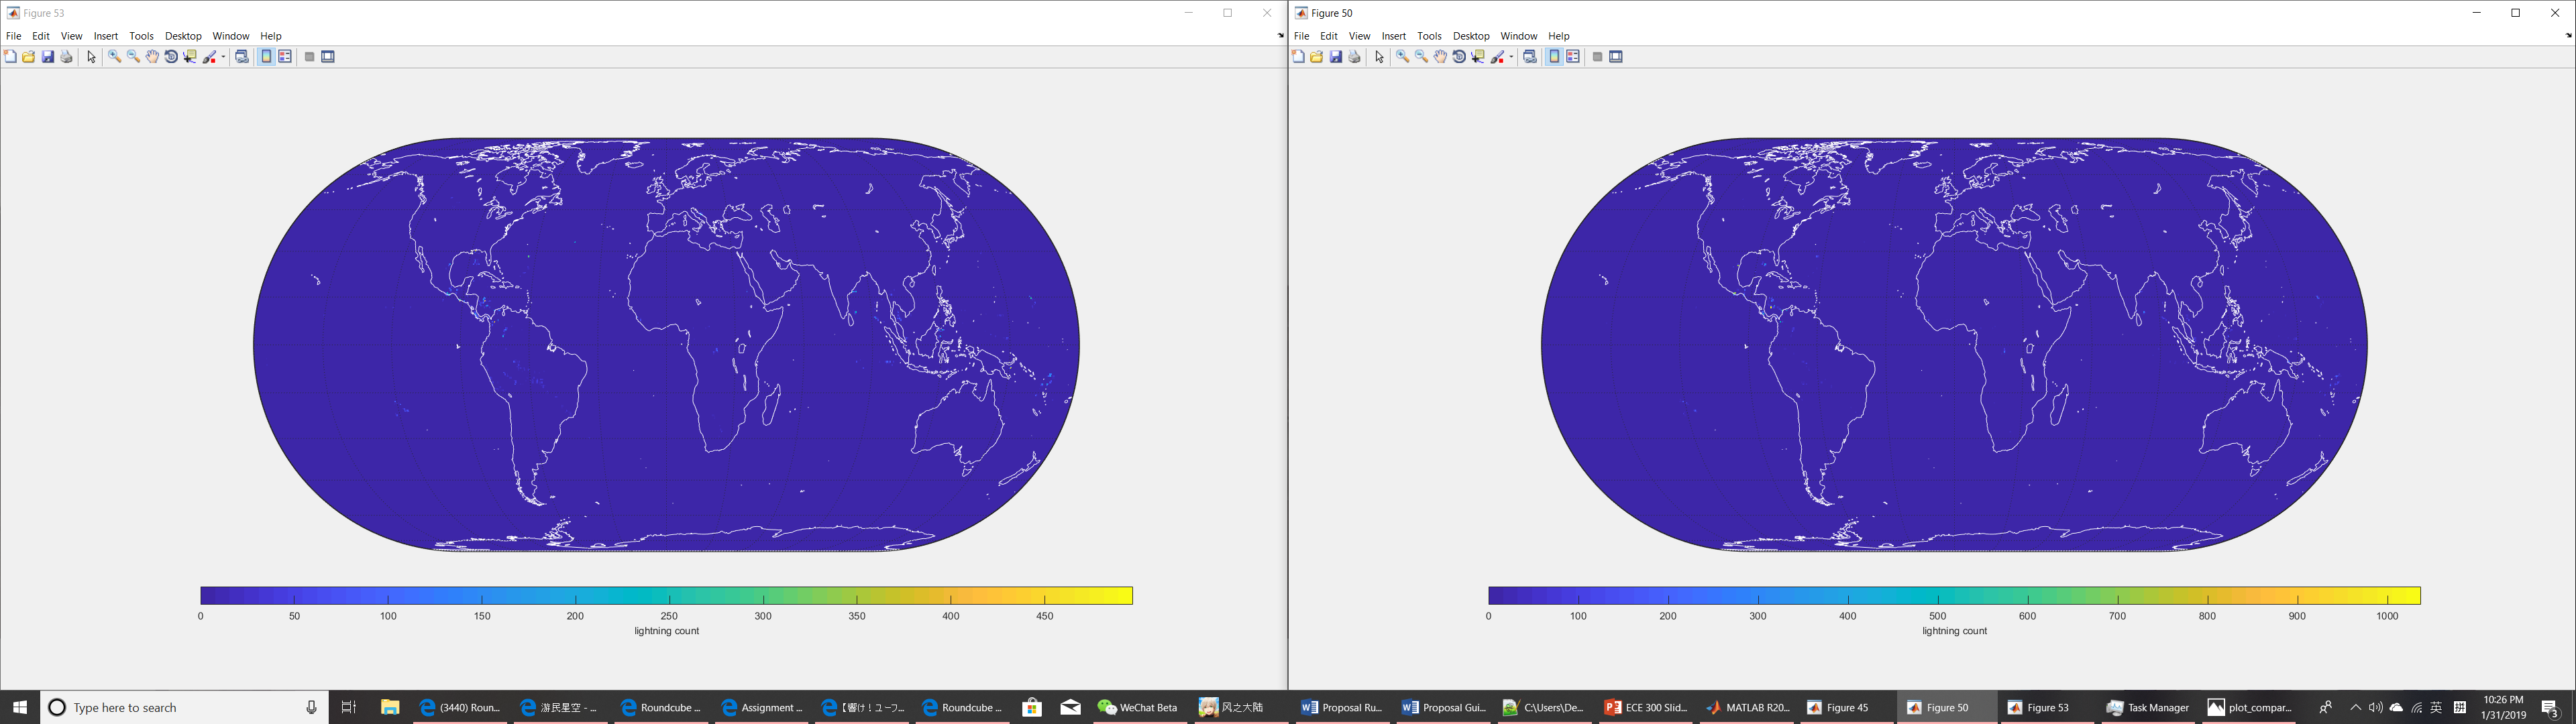 Figure 53
File Edit View Insert Tools Desktop Window Help
0 50 100 150 200 250 300 350 400 450
lightning count
Figure 50
File Edit View Insert Tools Desktop Window Help
0 100 200 300 400 500 600 700 800 900 1000
lightning count
Type here to search
(3440) Roun...
游民星空 - ...
Roundcube ...
Assignment ...
【響け！ユーフ...
Roundcube ...
WeChat Beta
风之大陆
Proposal Ru...
Proposal Gui...
C:\Users\De...
ECE 300 Slid...
MATLAB R20...
Figure 45
Figure 50
Figure 53
Task Manager
plot_compar...
英
拼
10:26 PM
1/31/2019
3